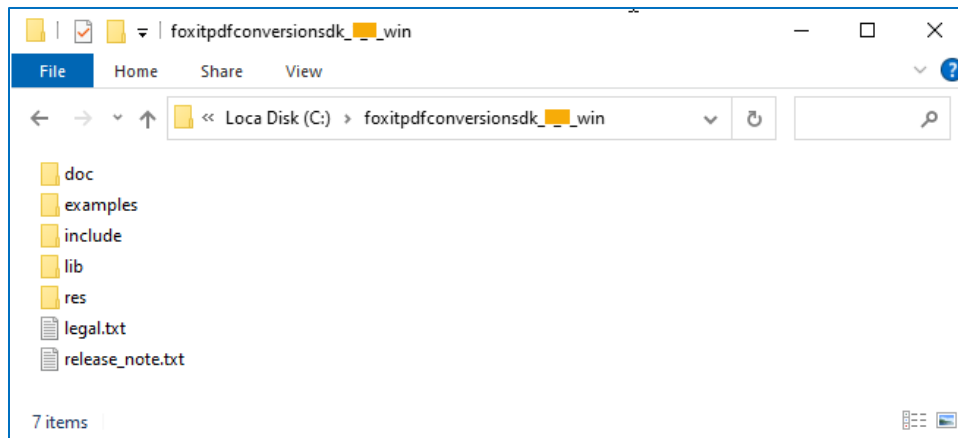 foxitpdfconversionsdk_ _ _win
File Home Share View ?
« Loca Disk (C:) › foxitpdfconversionsdk_ _ _win
doc
examples
include
lib
res
legal.txt
release_note.txt
7 items